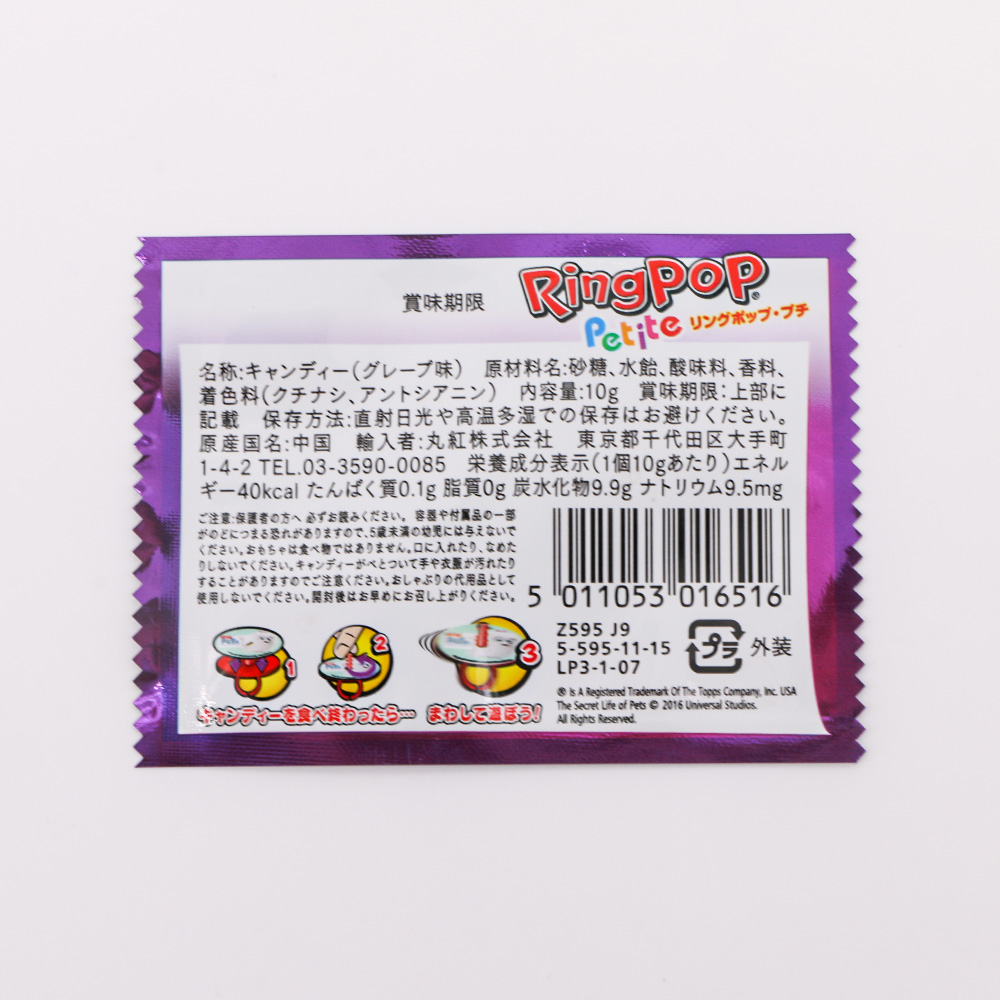 賞味期限
RingPOP®
Petite リングポップ・プチ
名称:キャンディー(グレープ味) 原材料名:砂糖、水飴、酸味料、香料、
着色料(クチナシ、アントシアニン) 内容量:10g 賞味期限:上部に
記載 保存方法:直射日光や高温多湿での保存はお避けください。
原産国名:中国 輸入者:丸紅株式会社 東京都千代田区大手町
1-4-2 TEL.03-3590-0085 栄養成分表示(1個10gあたり)エネル
ギー40kcal たんぱく質0.1g 脂質0g 炭水化物9.9g ナトリウム9.5mg
ご注意:保護者の方へ 必ずお読みください。 容器や付属品の一部
がのどにつまる恐れがありますので、5歳未満の幼児には与えないで
ください。おもちゃは食べ物ではありません。口に入れたり、なめた
りしないでください。キャンディーがべとついて手や衣服が汚れたり
することがありますのでご注意ください。おしゃぶりの代用品として
使用しないでください。開封後はお早めにお召し上がりください。
5 011053 016516
Z595 J9
5-595-11-15
LP3-1-07
プラ 外装
1
2
3
キャンディーを食べ終わったら… まわして遊ぼう!
® Is A Registered Trademark Of The Topps Company, Inc. USA
The Secret Life of Pets © 2016 Universal Studios.
All Rights Reserved.